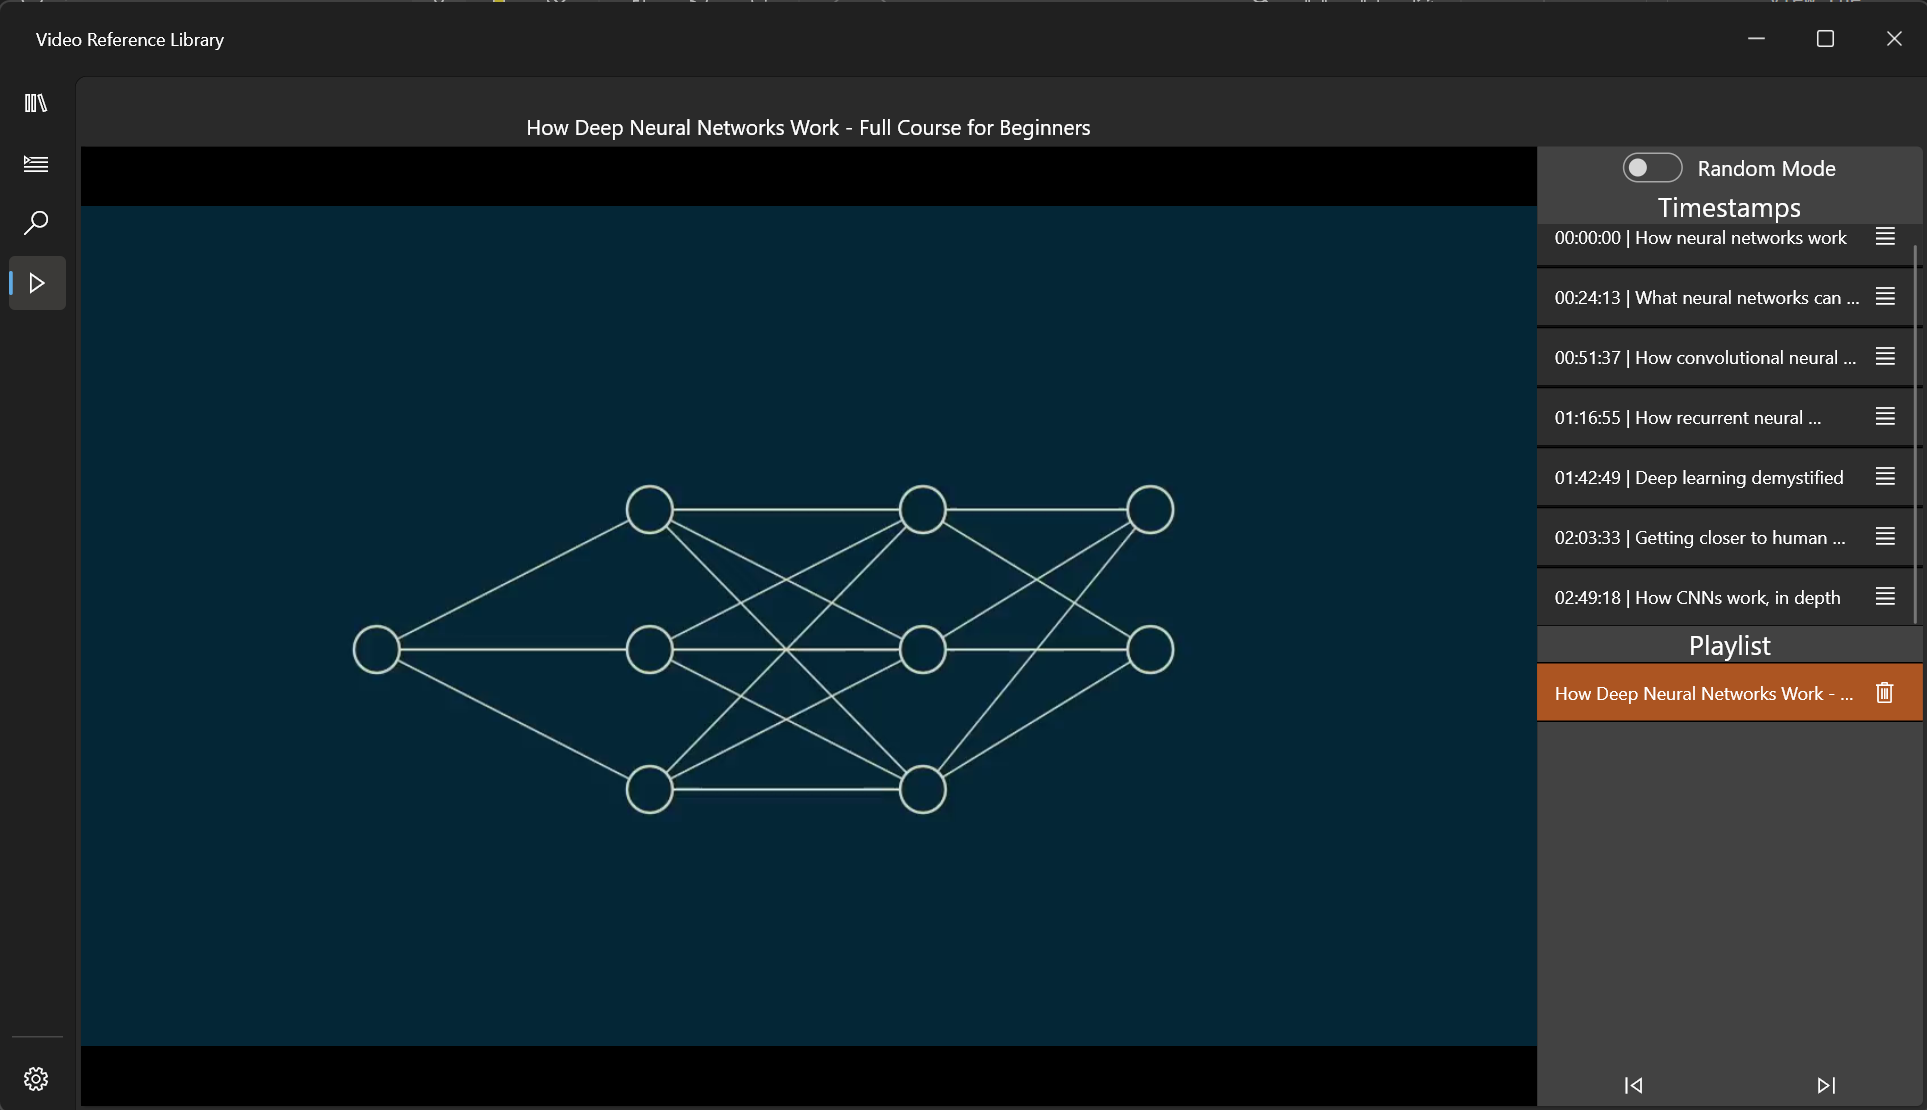 Video Reference Library
How Deep Neural Networks Work - Full Course for Beginners
Random Mode
Timestamps
00:00:00 | How neural networks work
00:24:13 | What neural networks can ...
00:51:37 | How convolutional neural ...
01:16:55 | How recurrent neural ...
01:42:49 | Deep learning demystified
02:03:33 | Getting closer to human ...
02:49:18 | How CNNs work, in depth
Playlist
How Deep Neural Networks Work - ...